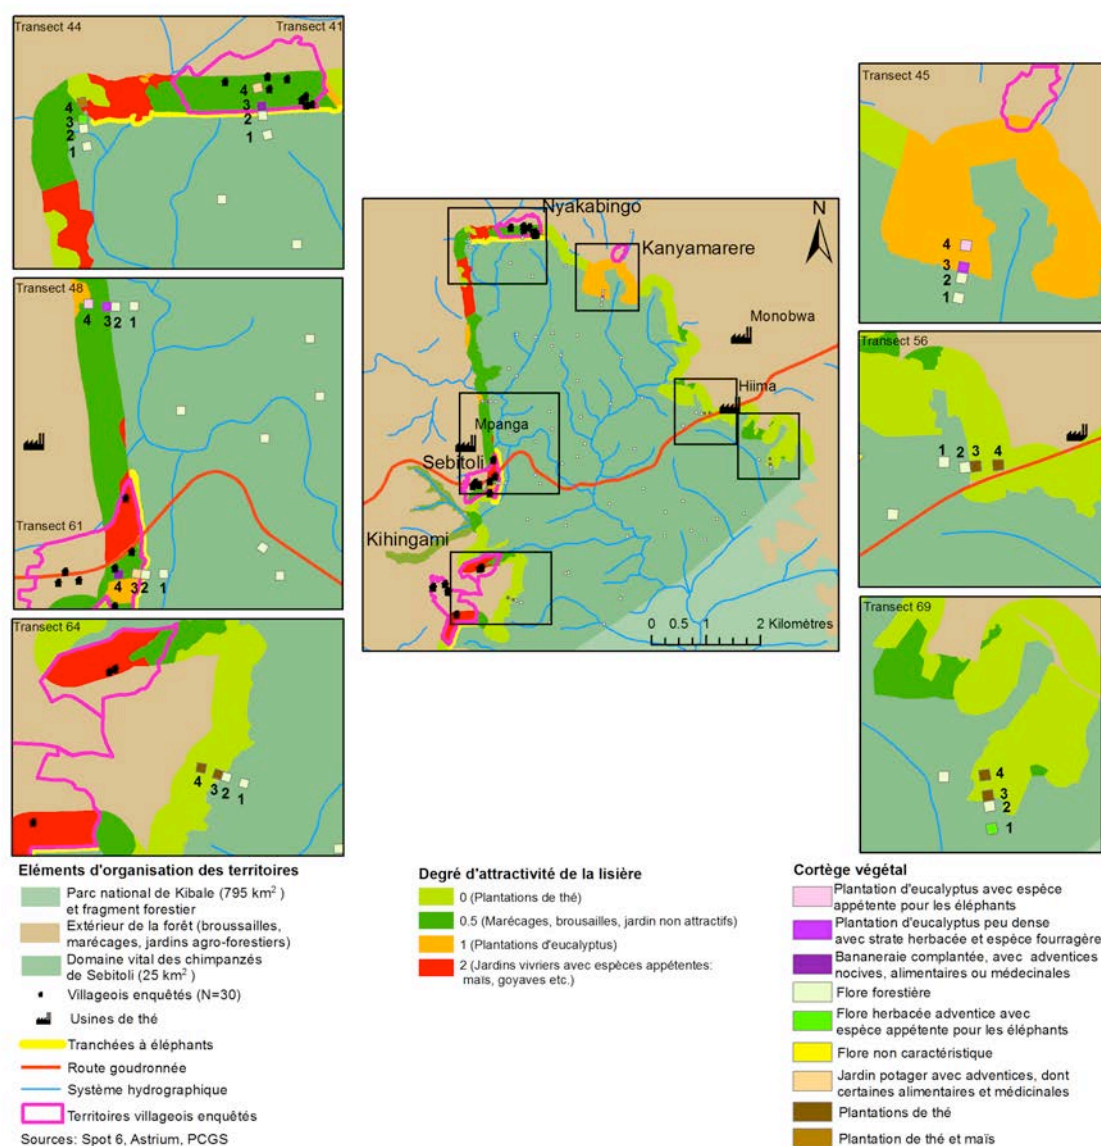 Transect 44
Transect 41
4
3
2
1
4
3
2
1
Transect 48
4
3
2
1
Transect 61
4
3
2
1
Transect 64
4
3
2
1
Nyakabingo
N
Kanyamarere
Monobwa
Hiima
Mpanga
Sebitoli
Kihingami
0 0.5 1 2 Kilomètres
Transect 45
4
3
2
1
Transect 56
1
2
3
4
Transect 69
4
3
2
1
Eléments d'organisation des territoires
Parc national de Kibale (795 km²)
et fragment forestier
Extérieur de la forêt (broussailles,
marécages, jardins agro-forestiers)
Domaine vital des chimpanzés
de Sebitoli (25 km²)
Villageois enquêtés (N=30)
Usines de thé
Tranchées à éléphants
Route goudronnée
Système hydrographique
Territoires villageois enquêtés
Sources: Spot 6, Astrium, PCGS
Degré d'attractivité de la lisière
0 (Plantations de thé)
0.5 (Marécages, brousailles, jardin non attractifs)
1 (Plantations d'eucalyptus)
2 (Jardins vivriers avec espèces appétentes:
maïs, goyaves etc.)
Cortège végétal
Plantation d'eucalyptus avec espèce
appétente pour les éléphants
Plantation d'eucalyptus peu dense
avec strate herbacée et espèce fourragère
Bananeraie complantée, avec adventices
nocives, alimentaires ou médecinales
Flore forestière
Flore herbacée adventice avec
espèce appétente pour les éléphants
Flore non caractéristique
Jardin potager avec adventices, dont
certaines alimentaires et médicinales
Plantations de thé
Plantation de thé et maïs